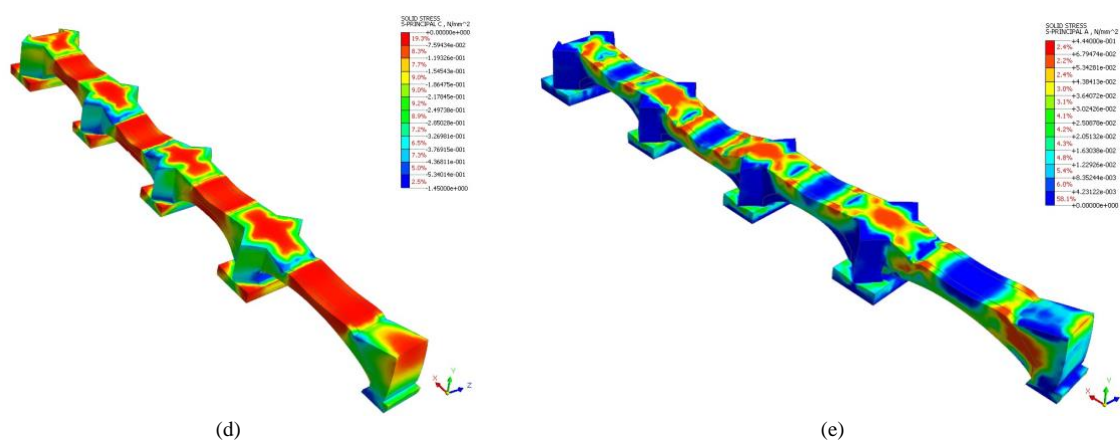 SOLID STRESS
S-PRINCIPAL C , N/mm^2
+0.00000e+000
19.3%
-7.59434e-002
8.3%
-1.19326e-001
7.7%
-1.54543e-001
9.0%
-1.86475e-001
9.0%
-2.17845e-001
9.2%
-2.49738e-001
8.9%
-2.85028e-001
7.2%
-3.26981e-001
6.5%
-3.76915e-001
7.3%
-4.36811e-001
5.0%
-5.34014e-001
2.5%
-1.45000e+000
X
Y
Z
(d)
SOLID STRESS
S-PRINCIPAL A , N/mm^2
+4.44000e-001
2.4%
+6.79474e-002
2.2%
+5.34281e-002
2.4%
+4.38413e-002
3.0%
+3.64072e-002
3.1%
+3.02426e-002
4.1%
+2.50878e-002
4.2%
+2.05132e-002
4.3%
+1.63038e-002
4.8%
+1.22926e-002
5.4%
+8.35244e-003
6.0%
+4.23122e-003
58.1%
+0.00000e+000
X
Y
(e)